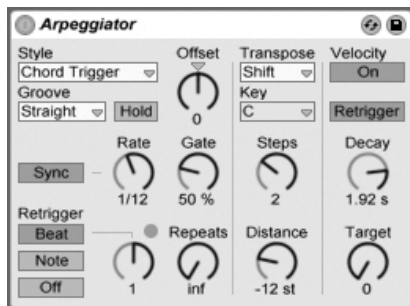 Arpeggiator
Style Offset Transpose Velocity
Chord Trigger Shift On
Groove Key
Straight Hold 0 C Retrigger
Rate Gate Steps Decay
Sync
1/12 50 % 2 1.92 s
Retrigger
Beat Repeats Distance Target
Note
Off 1 inf -12 st 0